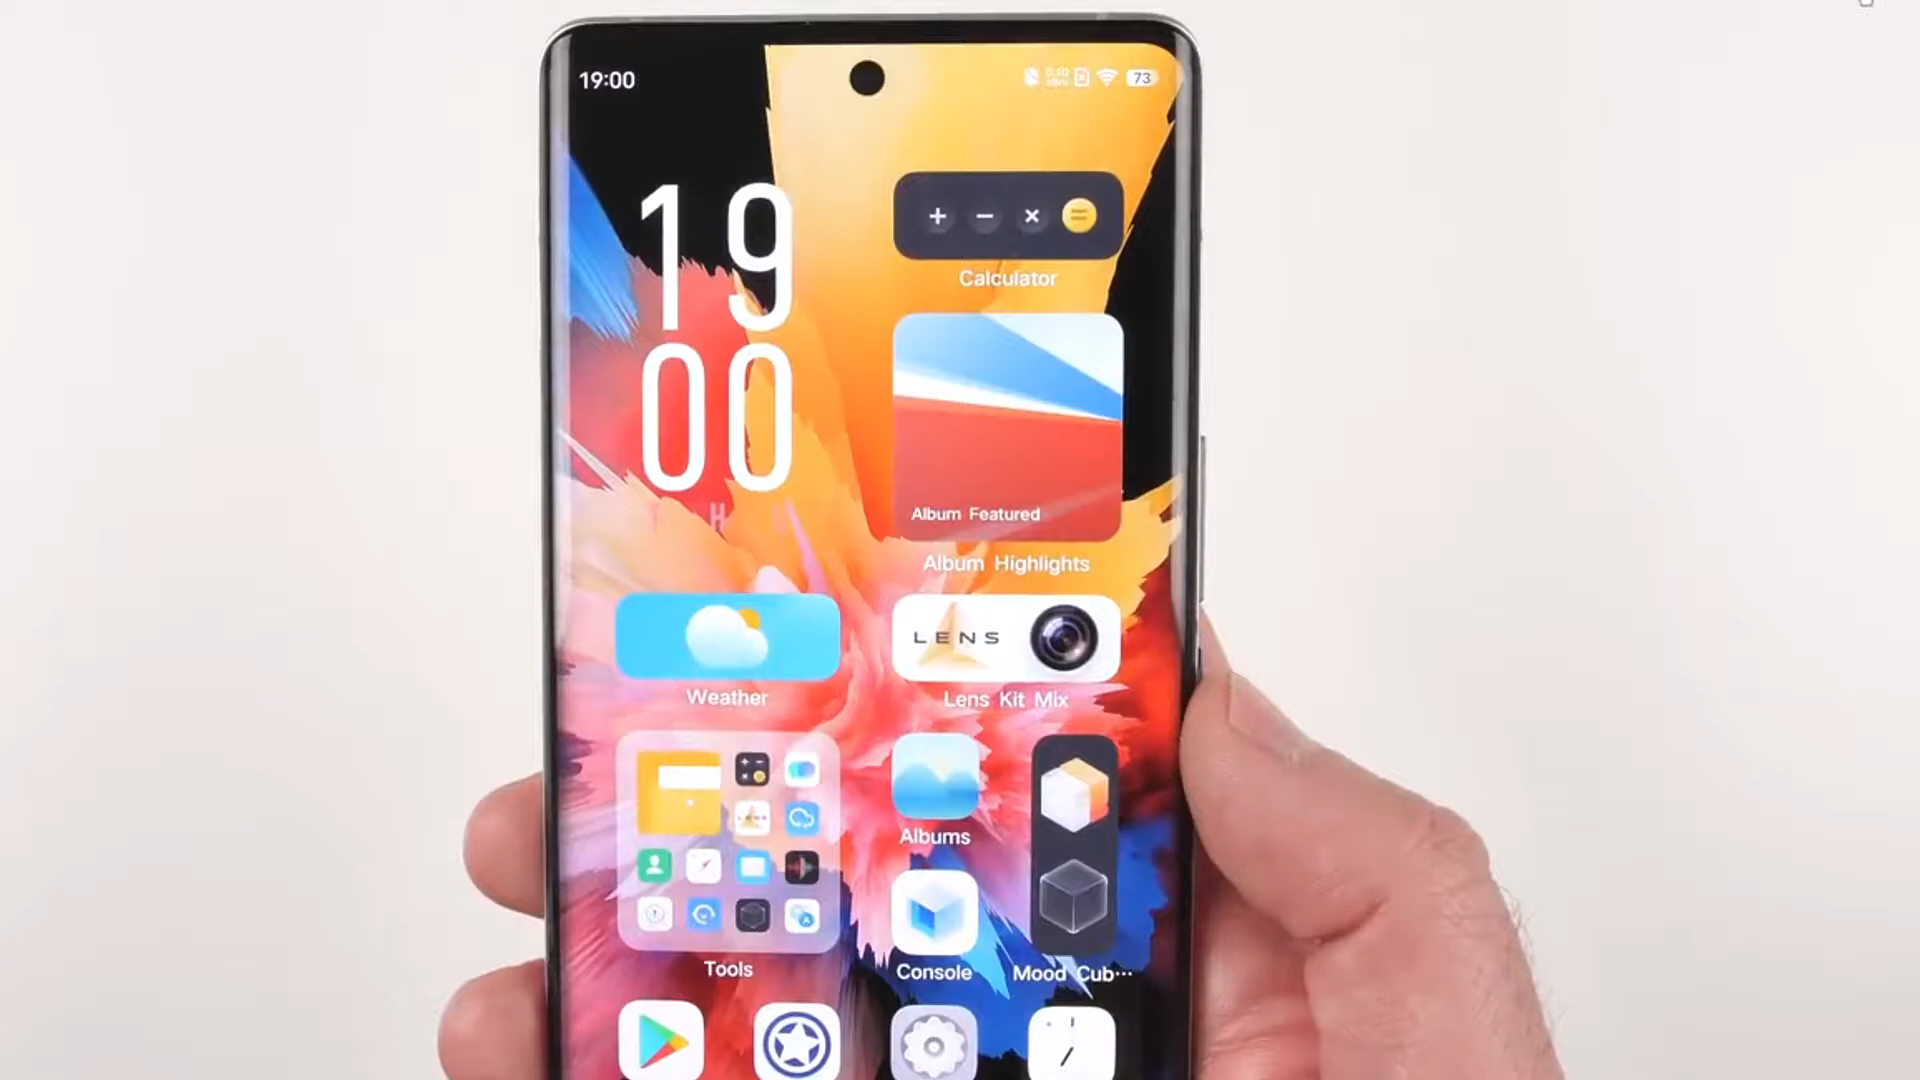 19:00
73
19
00
Calculator
Album Featured
Album Highlights
LENS
Weather
Lens Kit Mix
Albums
Tools
Console
Mood Cub…